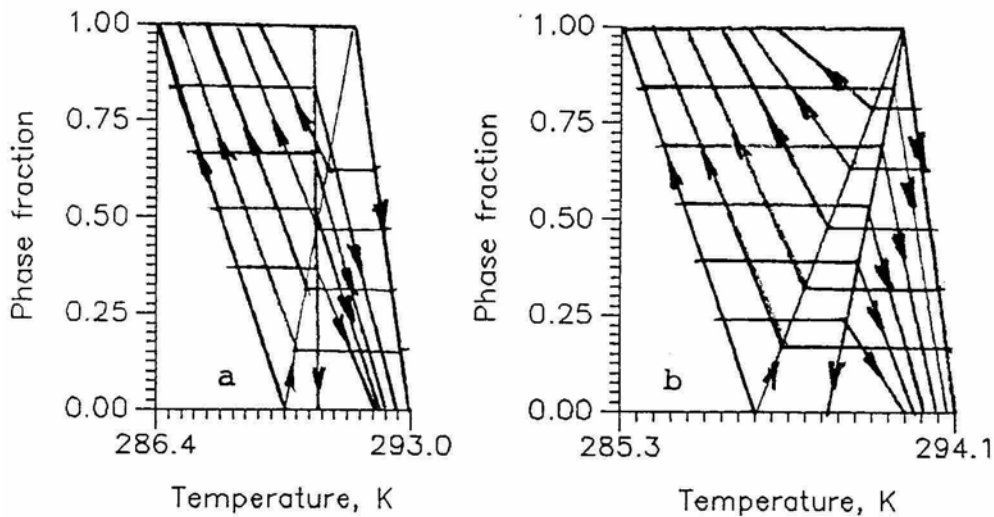 1.00
0.75
0.50
0.25
0.00
Phase fraction
a
286.4
293.0
Temperature, K
1.00
0.75
0.50
0.25
0.00
Phase fraction
b
285.3
294.1
Temperature, K